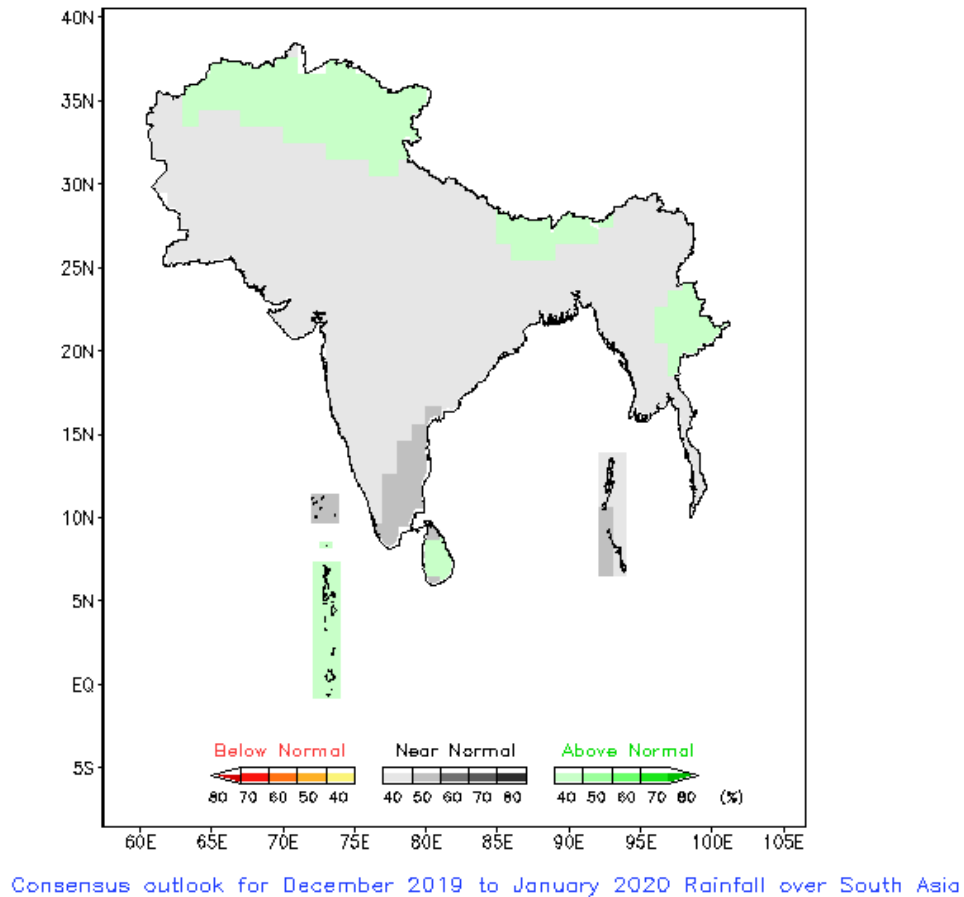 40N
35N
30N
25N
20N
15N
10N
5N
EQ
5S
Below Normal Near Normal Above Normal
80 70 60 50 40 40 50 60 70 80 40 50 60 70 80 (%)
60E 65E 70E 75E 80E 85E 90E 95E 100E 105E
Consensus outlook for December 2019 to January 2020 Rainfall over South Asia